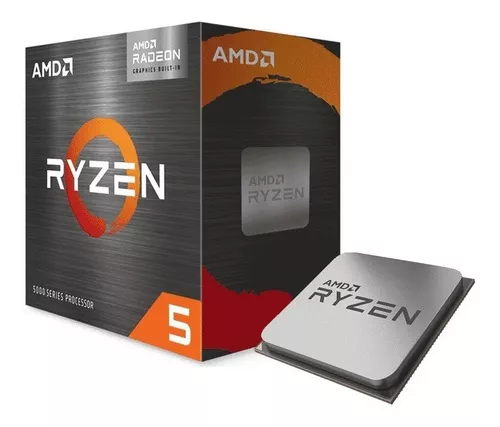 AMD
AMD
RADEON
GRAPHICS BUILT-IN
AMD
RYZEN
AMD
RYZEN
5000 SERIES PROCESSOR
5
AMD
RYZEN